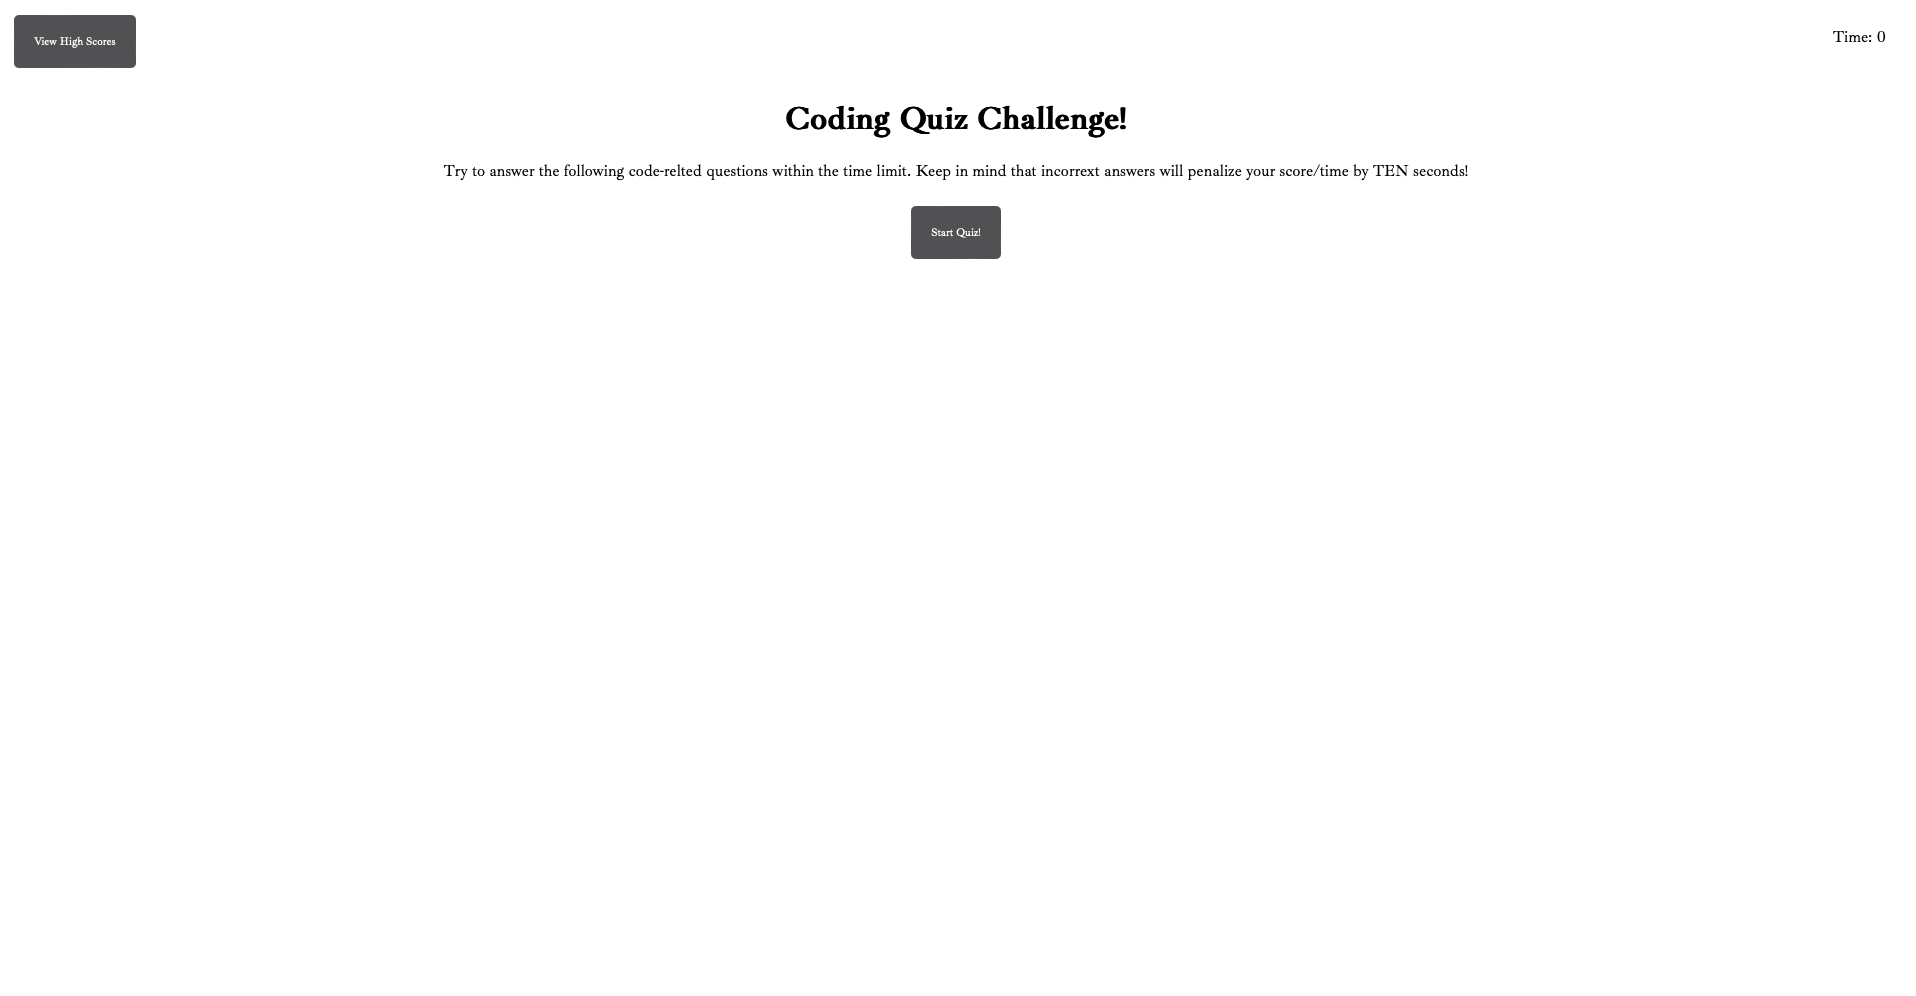 View High Scores
Time: 0
Coding Quiz Challenge!
Try to answer the following code-relted questions within the time limit. Keep in mind that incorrext answers will penalize your score/time by TEN seconds!
Start Quiz!